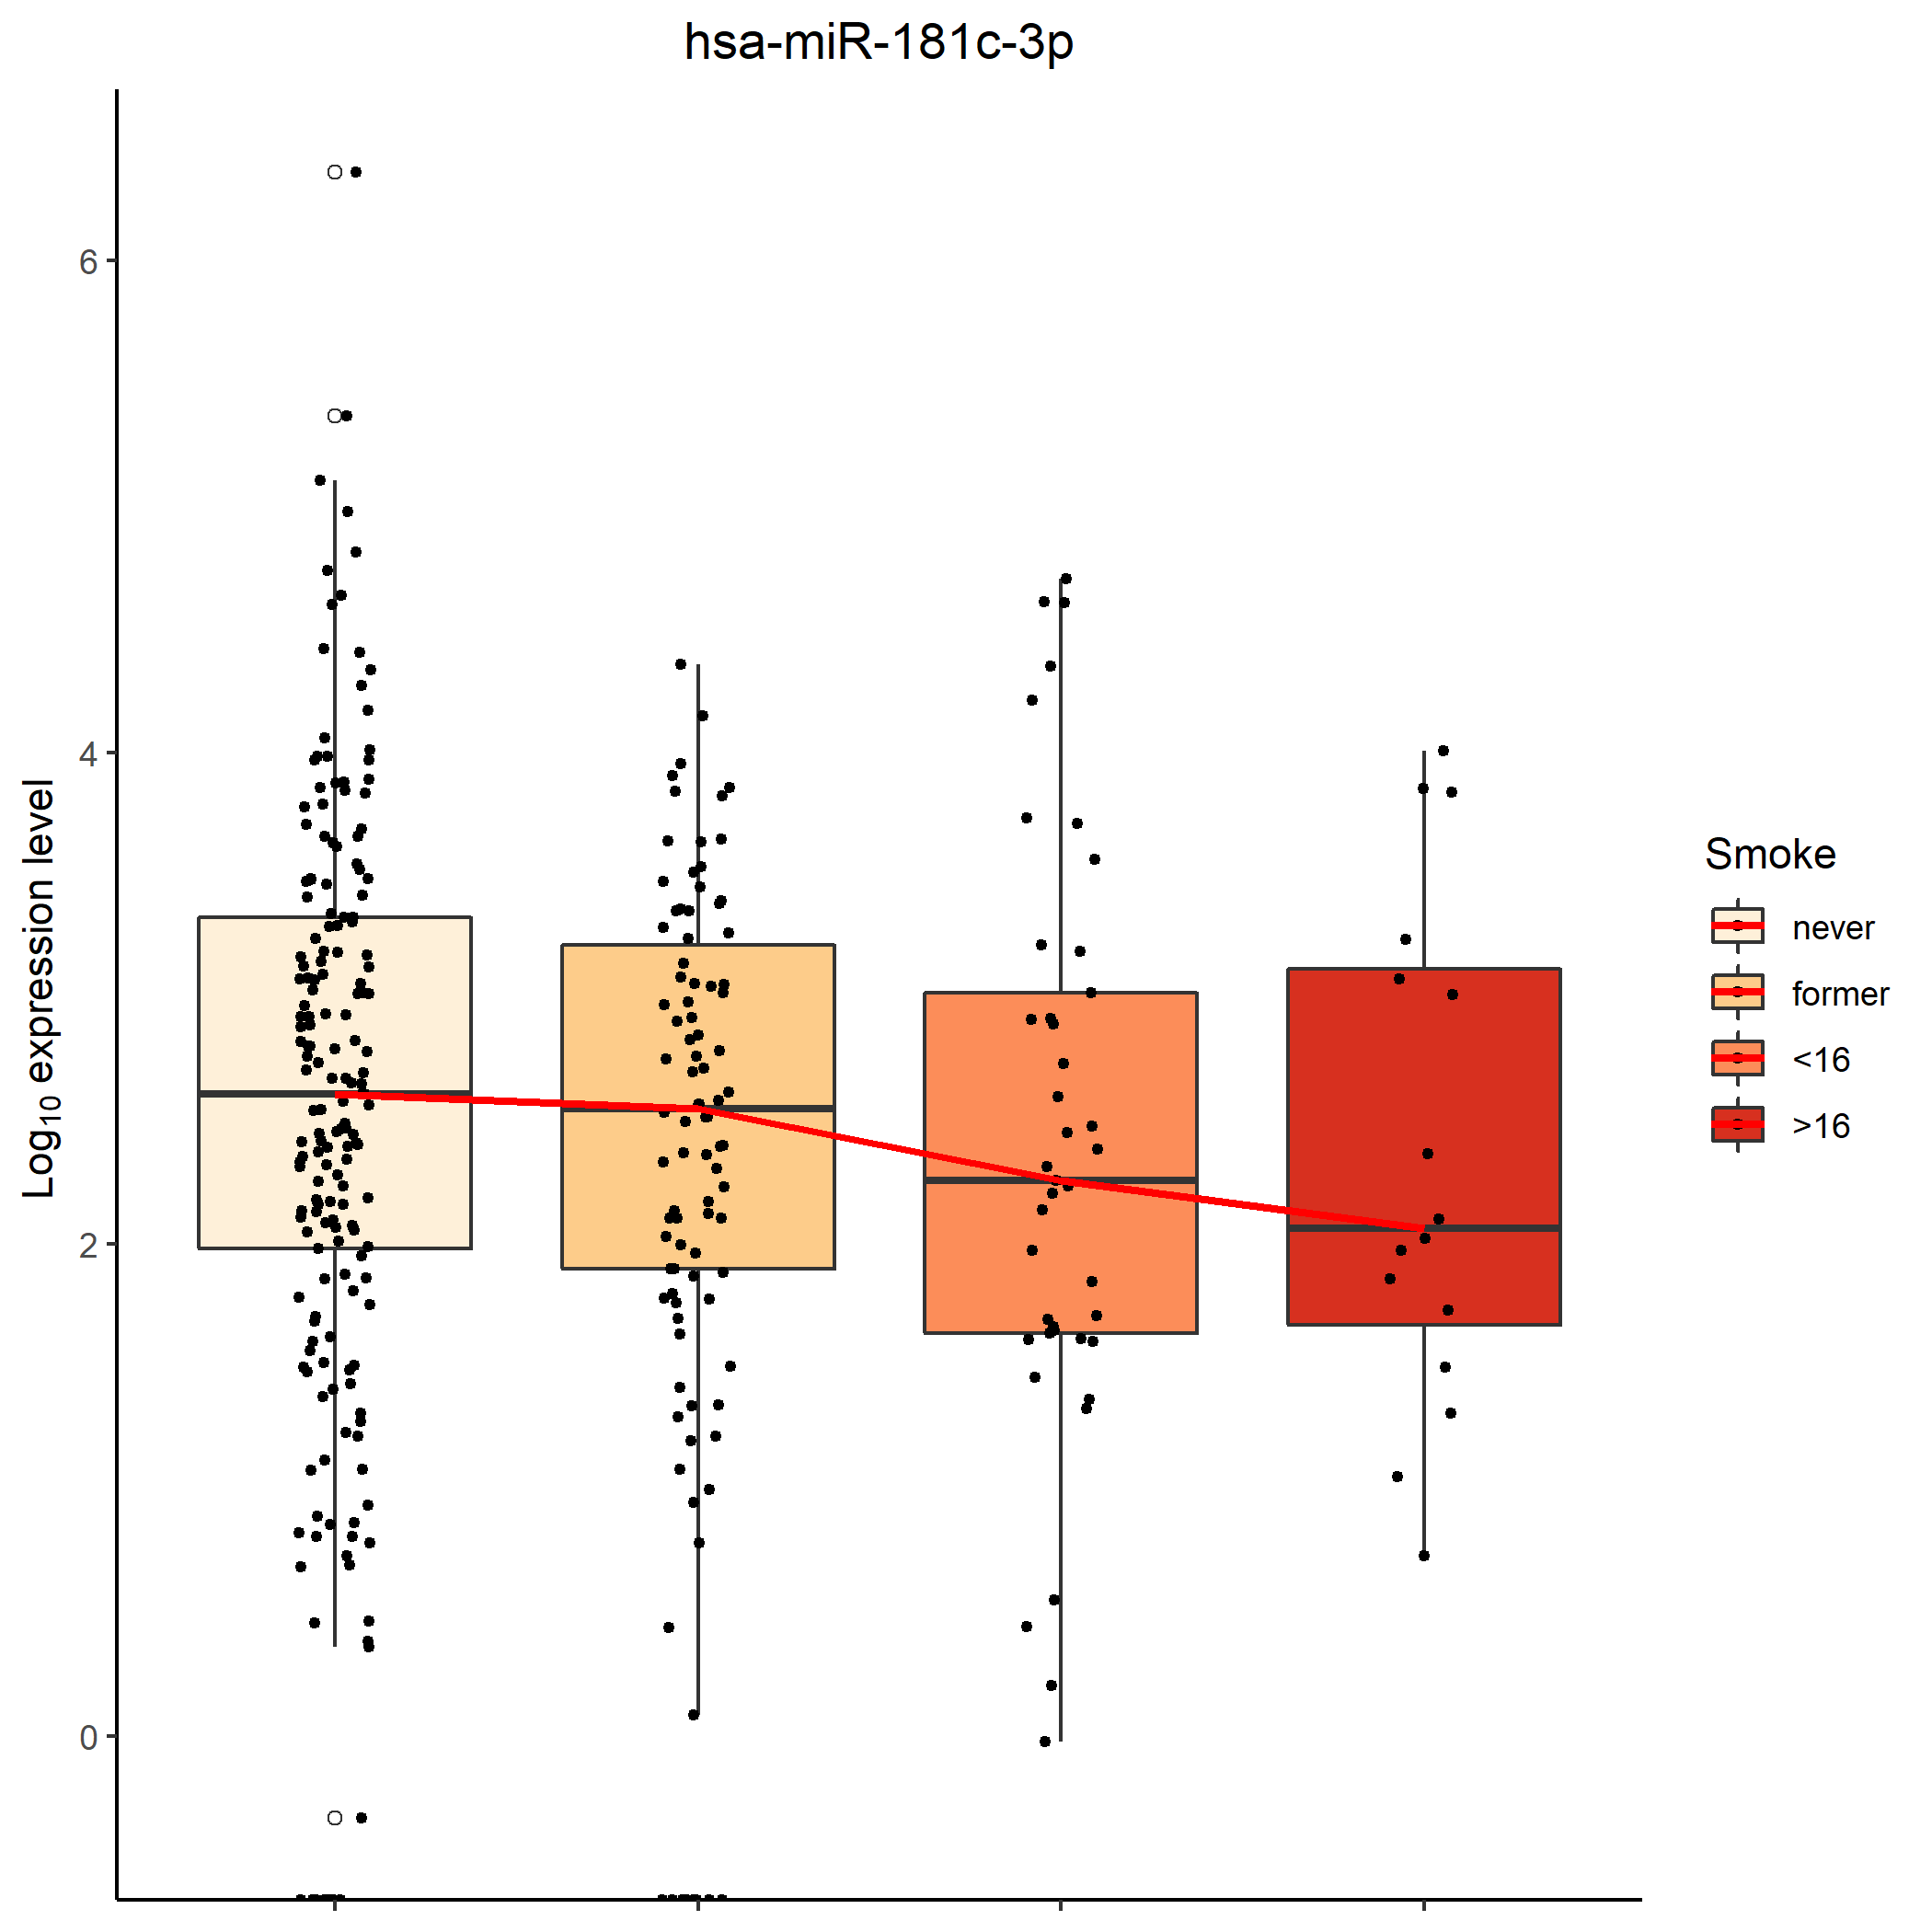 hsa-miR-181c-3p
Log10 expression level
6
4
2
0
Smoke
never
former
<16
>16